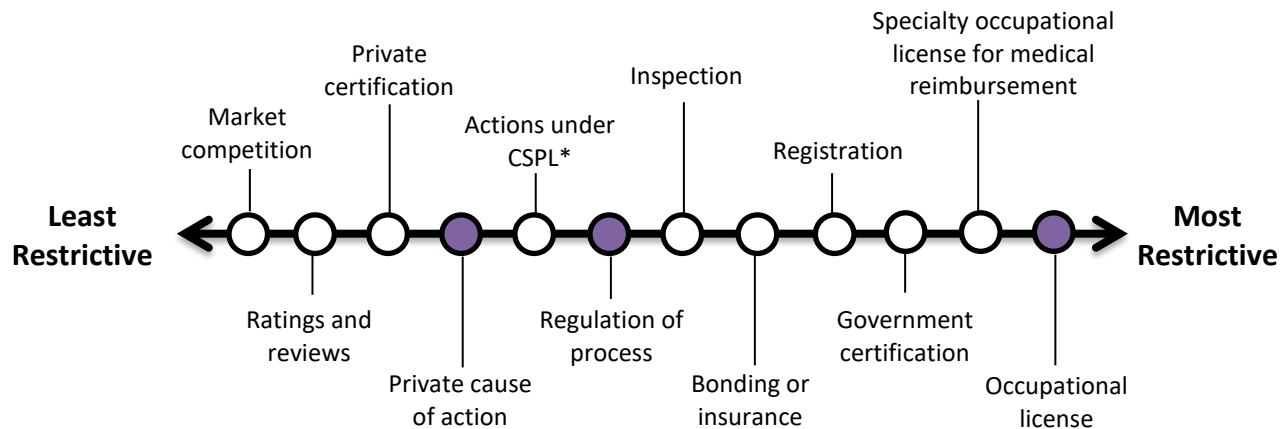 Specialty occupational
license for medical
reimbursement
Private
certification
Inspection
Market
competition
Actions under
CSPL*
Registration
Least
Restrictive
Most
Restrictive
Ratings and
reviews
Regulation of
process
Government
certification
Private cause
of action
Bonding or
insurance
Occupational
license